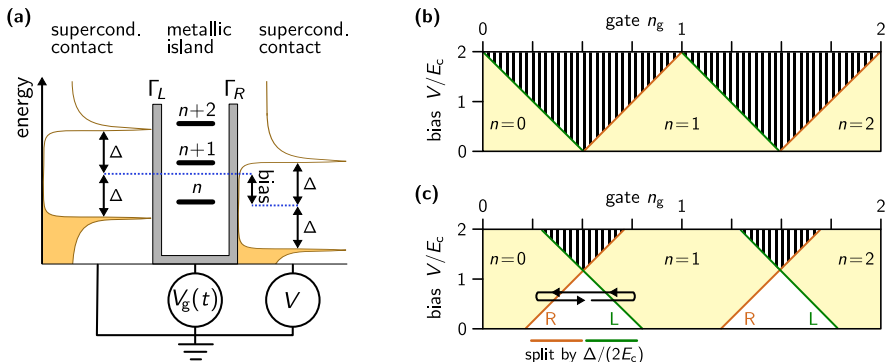 (a)
supercond.
contact
metallic
island
supercond.
contact
Γ_L
Γ_R
energy
n+2
n+1
n
Δ
Δ
bias
Δ
Δ
V_g(t)
V
(b)
gate n_g
0
1
2
bias V/E_c
2
1
0
n=0
n=1
n=2
(c)
gate n_g
0
1
2
bias V/E_c
2
1
0
n=0
n=1
n=2
R
L
R
L
split by Δ/(2E_c)